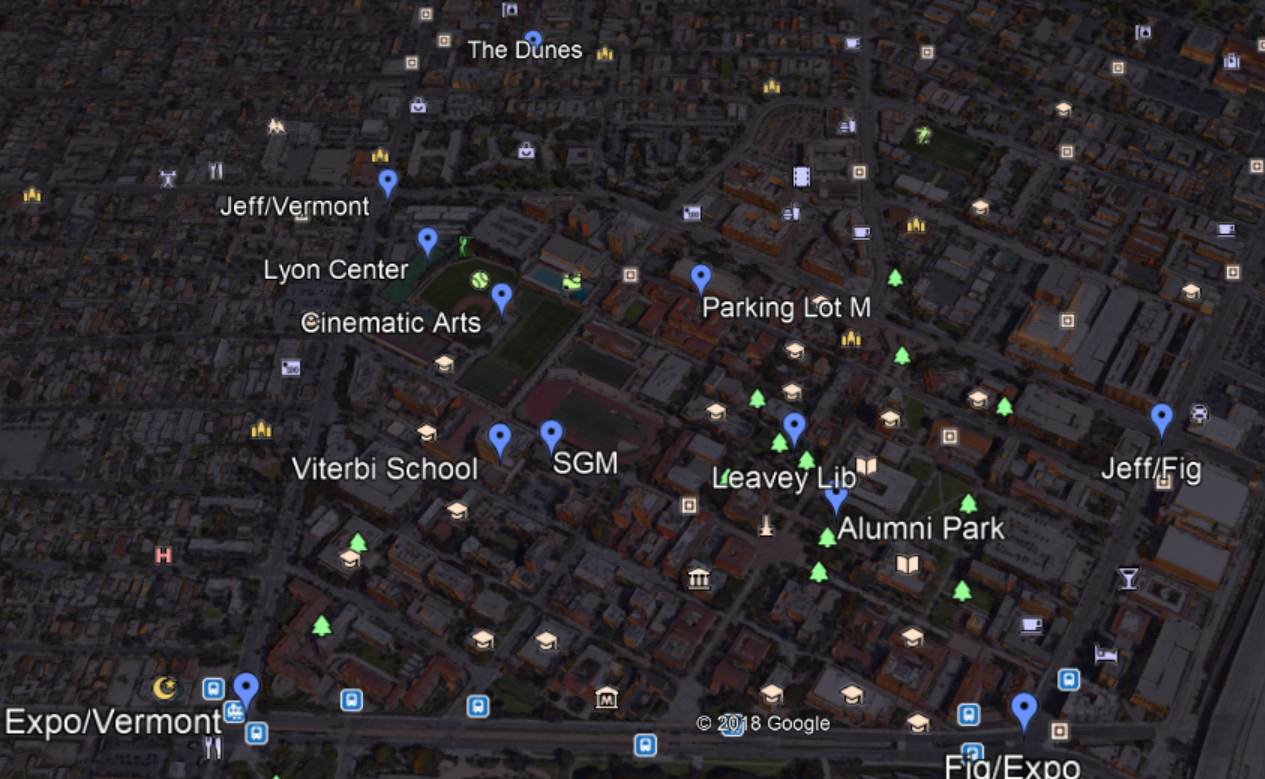 The Dunes
Jeff/Vermont
Lyon Center
Parking Lot M
Cinematic Arts
Viterbi School
SGM
Leavey Lib
Jeff/Fig
Alumni Park
Expo/Vermont
© 2018 Google
Fig/Expo